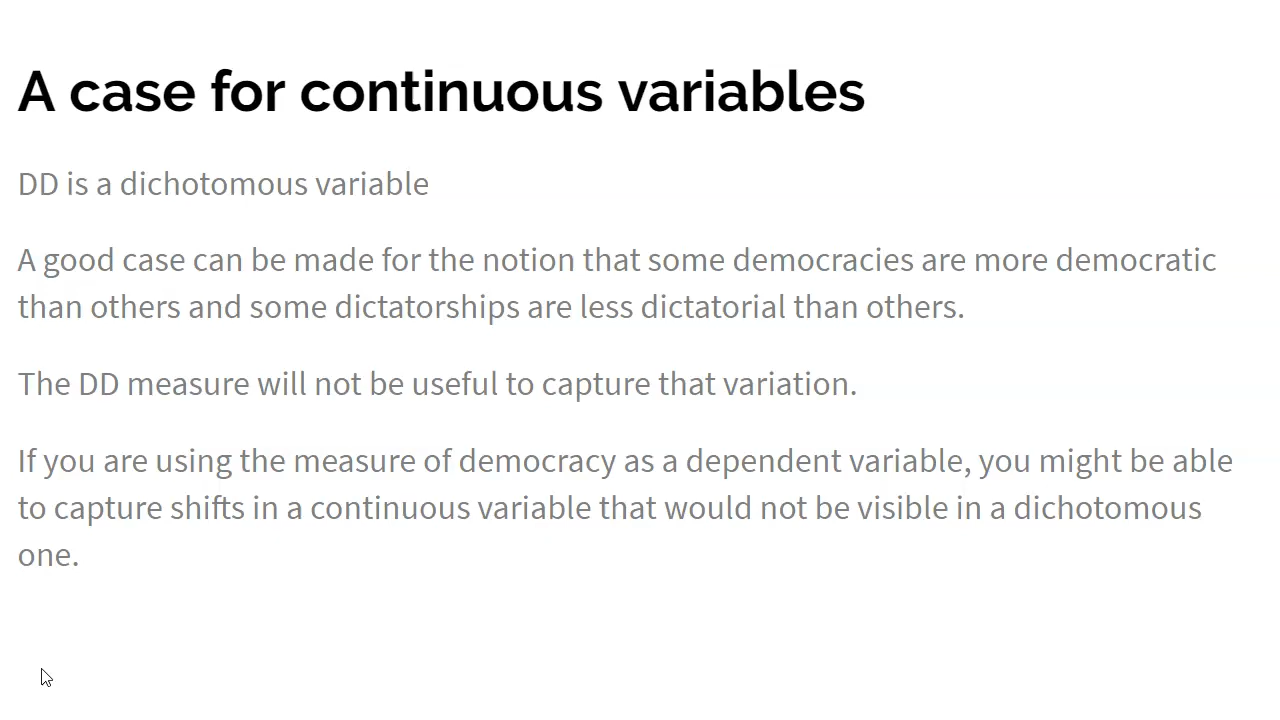 A case for continuous variables
DD is a dichotomous variable
A good case can be made for the notion that some democracies are more democratic
than others and some dictatorships are less dictatorial than others.
The DD measure will not be useful to capture that variation.
If you are using the measure of democracy as a dependent variable, you might be able
to capture shifts in a continuous variable that would not be visible in a dichotomous
one.